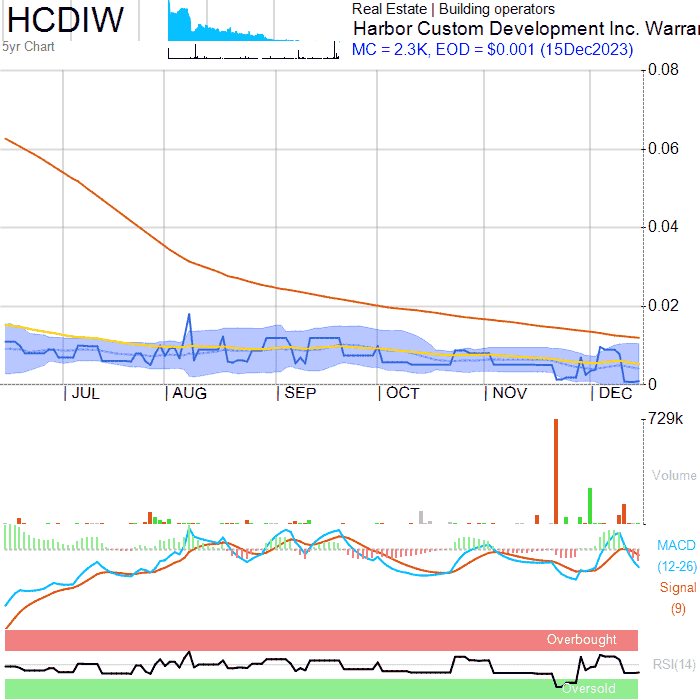 HCDIW
5yr Chart
Real Estate | Building operators
Harbor Custom Development Inc. Warrar
MC = 2.3K, EOD = $0.001 (15Dec2023)
0.08
0.06
0.04
0.02
0
JUL AUG SEP OCT NOV DEC
729k
Volume
MACD
(12-26)
Signal
(9)
Overbought
RSI(14)
Oversold